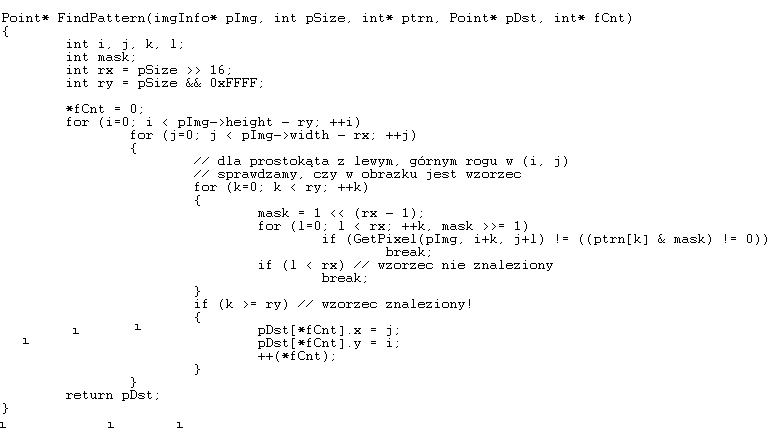 Point* FindPattern(imgInfo* pImg, int pSize, int* ptrn, Point* pDst, int* fCnt)
{
int i, j, k, l;
int mask;
int rx = pSize >> 16;
int ry = pSize && 0xFFFF;
*fCnt = 0;
for (i=0; i < pImg->height - ry; ++i)
for (j=0; j < pImg->width - rx; ++j)
{
// dla prostokąta z lewym, górnym rogu w (i, j)
// sprawdzamy, czy w obrazku jest wzorzec
for (k=0; k < ry; ++k)
{
mask = 1 << (rx - 1);
for (l=0; l < rx; ++k, mask >>= 1)
if (GetPixel(pImg, i+k, j+l) != ((ptrn[k] & mask) != 0))
break;
if (l < rx) // wzorzec nie znaleziony
break;
}
if (k >= ry) // wzorzec znaleziony!
{
pDst[*fCnt].x = j;
pDst[*fCnt].y = i;
++(*fCnt);
}
}
return pDst;
}